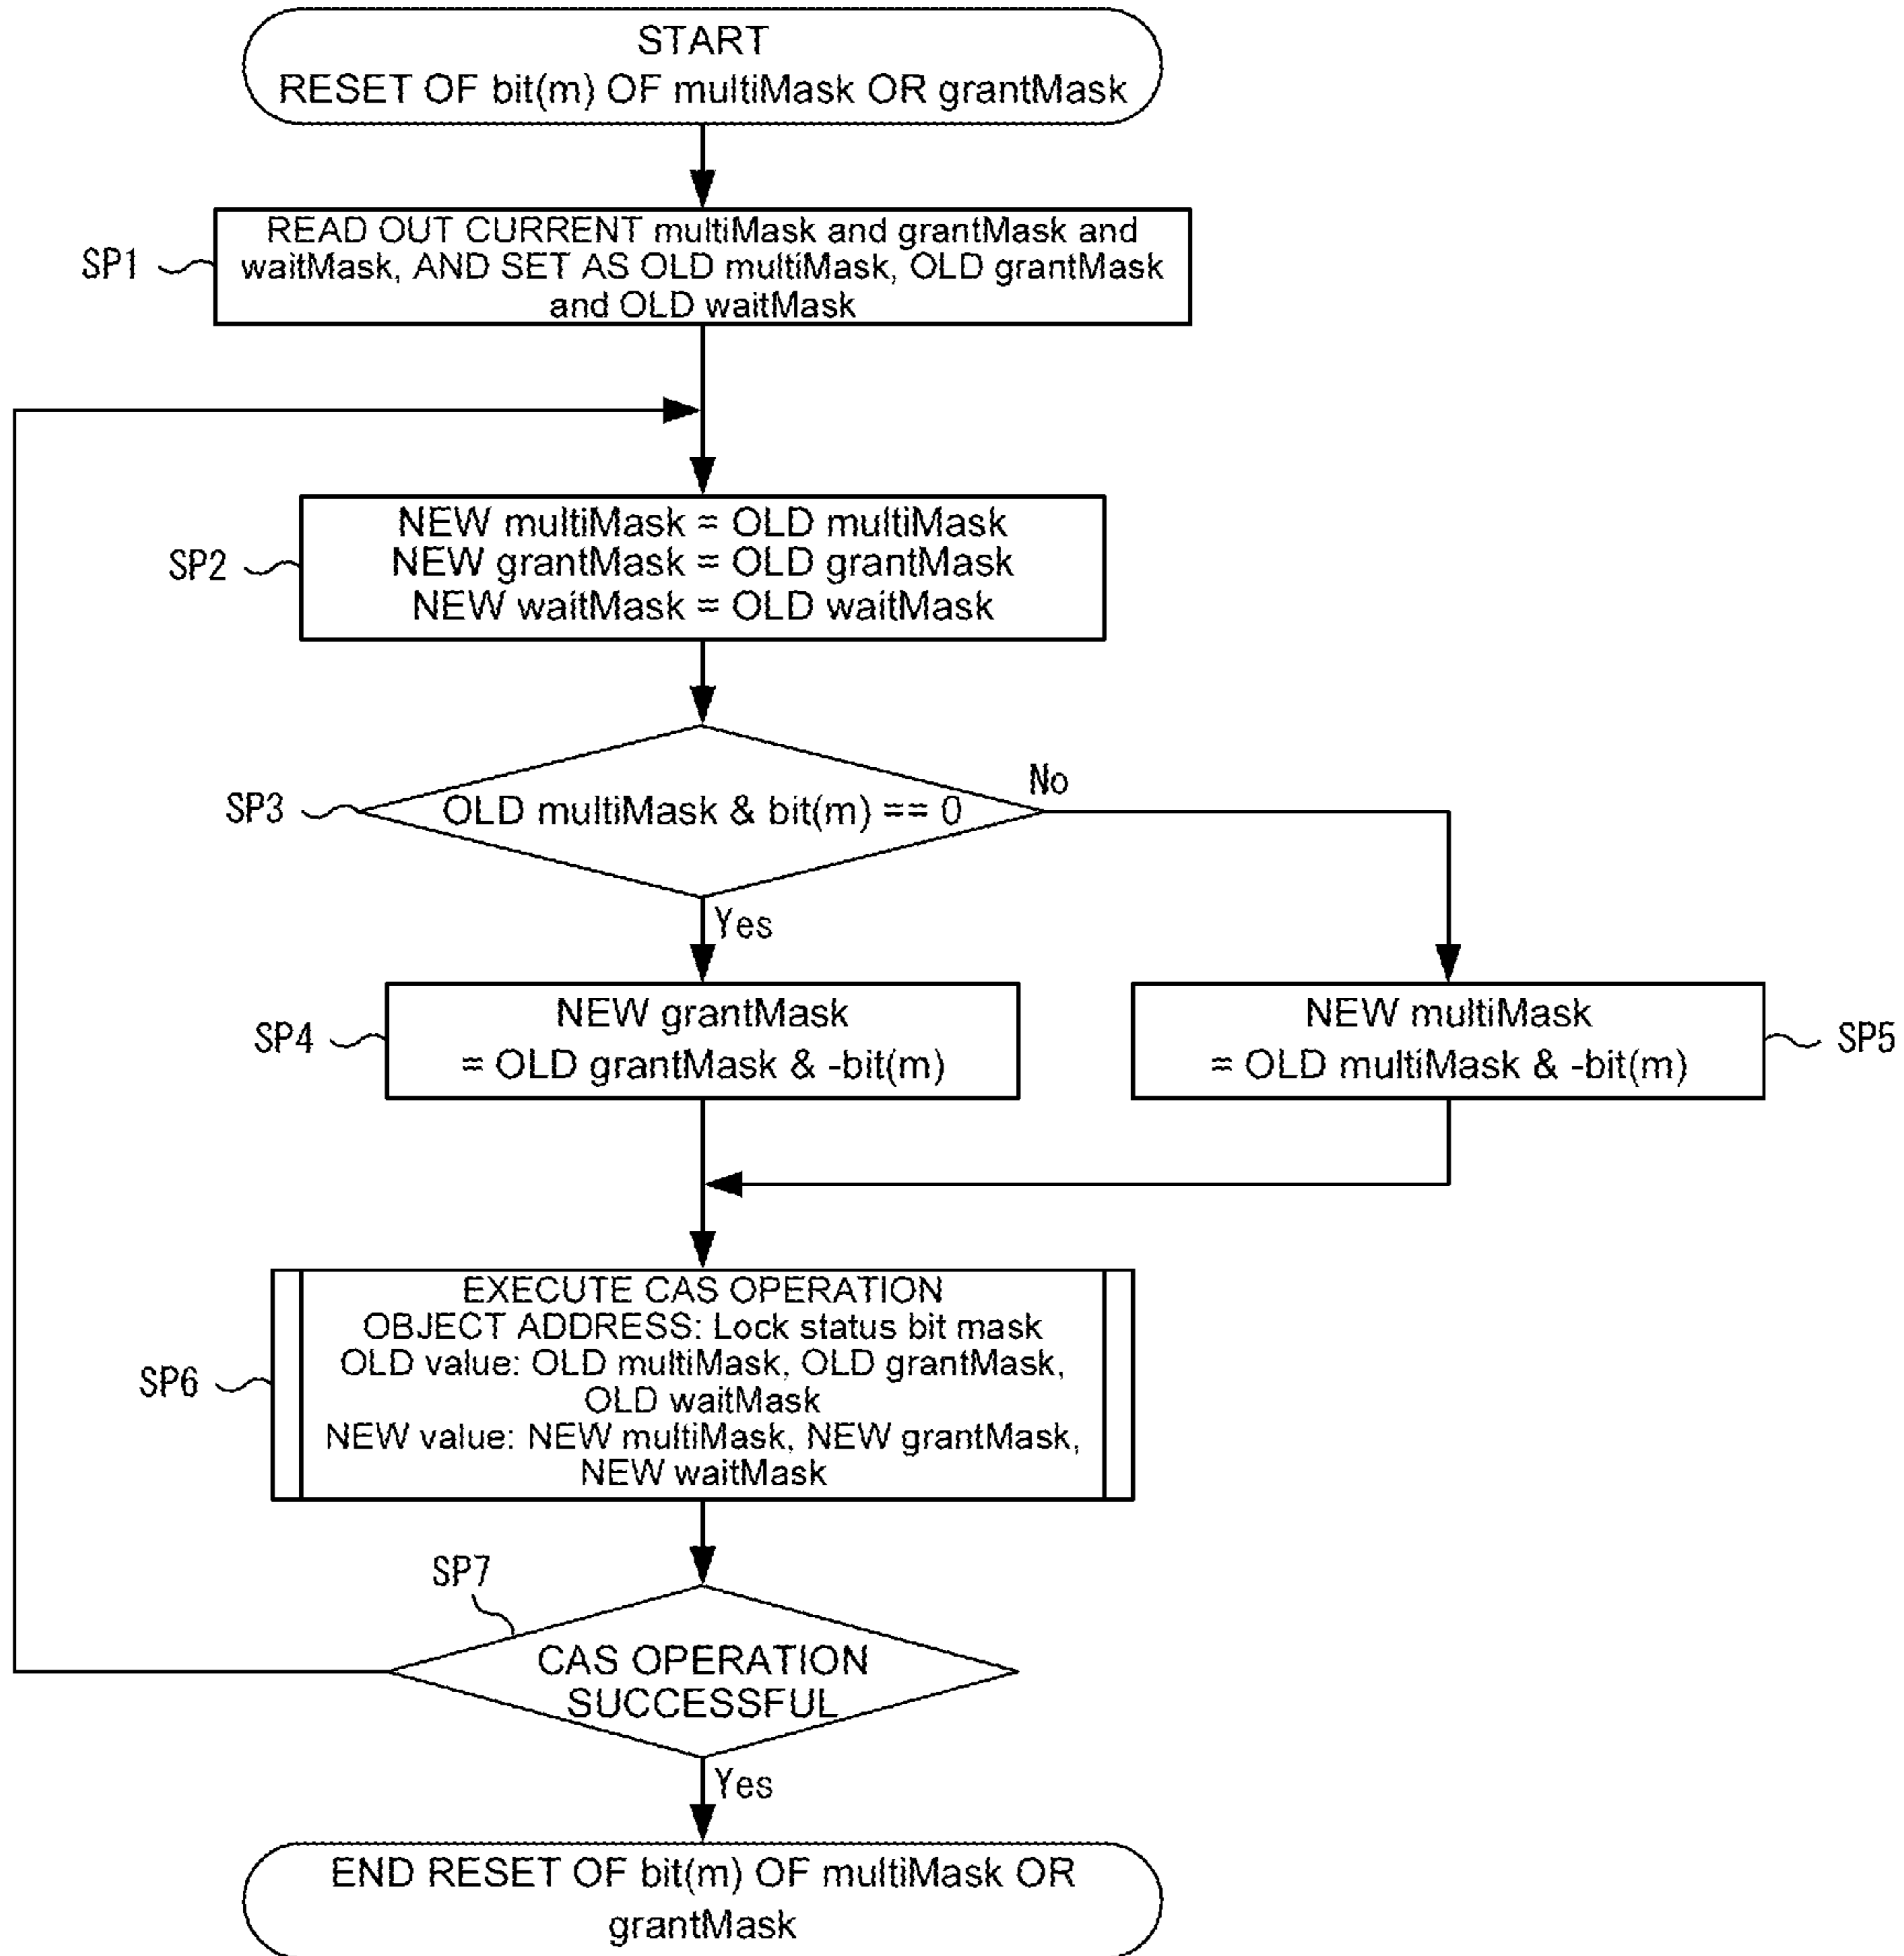 START
RESET OF bit(m) OF multiMask OR grantMask
SP1
READ OUT CURRENT multiMask and grantMask and
waitMask, AND SET AS OLD multiMask, OLD grantMask
and OLD waitMask
SP2
NEW multiMask = OLD multiMask
NEW grantMask = OLD grantMask
NEW waitMask = OLD waitMask
SP3
OLD multiMask & bit(m) == 0
No
Yes
SP4
NEW grantMask
= OLD grantMask & -bit(m)
NEW multiMask
= OLD multiMask & -bit(m)
SP5
SP6
EXECUTE CAS OPERATION
OBJECT ADDRESS: Lock status bit mask
OLD value: OLD multiMask, OLD grantMask,
OLD waitMask
NEW value: NEW multiMask, NEW grantMask,
NEW waitMask
SP7
CAS OPERATION
SUCCESSFUL
Yes
END RESET OF bit(m) OF multiMask OR
grantMask